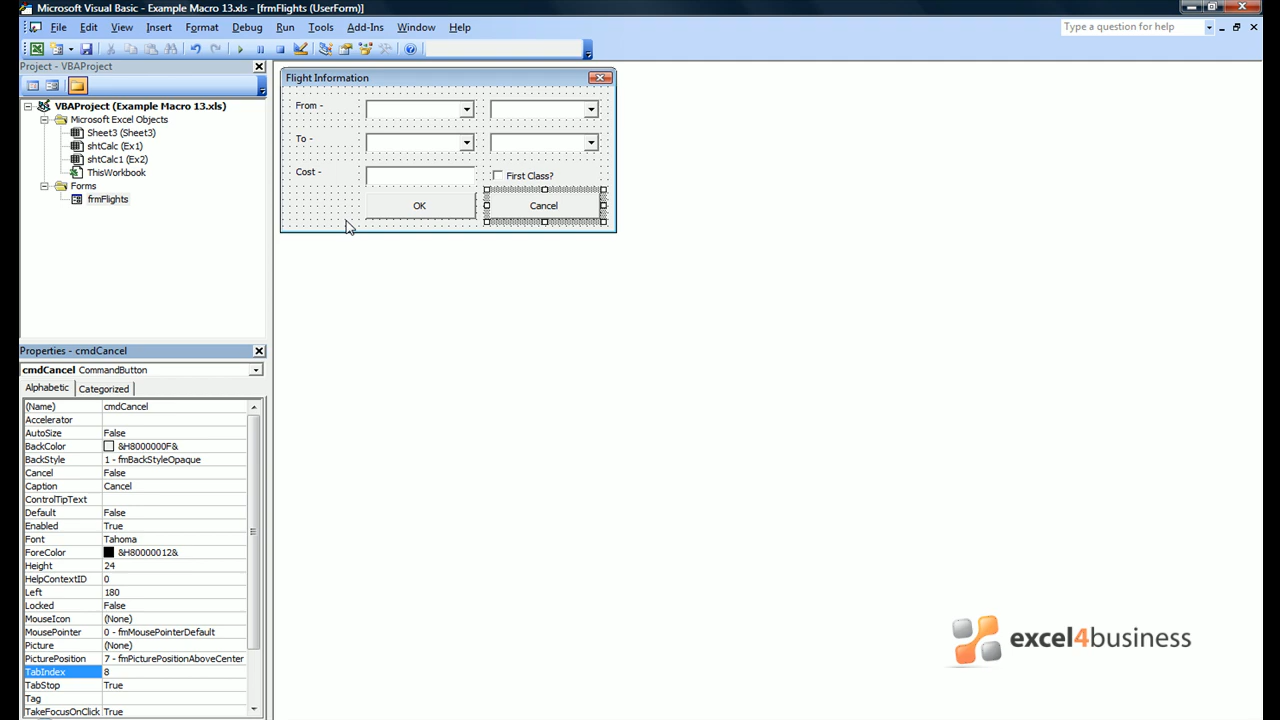 Microsoft Visual Basic - Example Macro 13.xls - [frmFlights (UserForm)]
File Edit View Insert Format Debug Run Tools Add-Ins Window Help
Type a question for help
Project - VBAProject
VBAProject (Example Macro 13.xls)
Microsoft Excel Objects
Sheet3 (Sheet3)
shtCalc (Ex1)
shtCalc1 (Ex2)
ThisWorkbook
Forms
frmFlights
Flight Information
From -
To -
Cost -
First Class?
OK
Cancel
Properties - cmdCancel
cmdCancel CommandButton
Alphabetic Categorized
(Name) cmdCancel
Accelerator
AutoSize False
BackColor &H8000000F&
BackStyle 1 - fmBackStyleOpaque
Cancel False
Caption Cancel
ControlTipText
Default False
Enabled True
Font Tahoma
ForeColor &H80000012&
Height 24
HelpContextID 0
Left 180
Locked False
MouseIcon (None)
MousePointer 0 - fmMousePointerDefault
Picture (None)
PicturePosition 7 - fmPicturePositionAboveCenter
TabIndex 8
TabStop True
Tag
TakeFocusOnClick True
excel4business